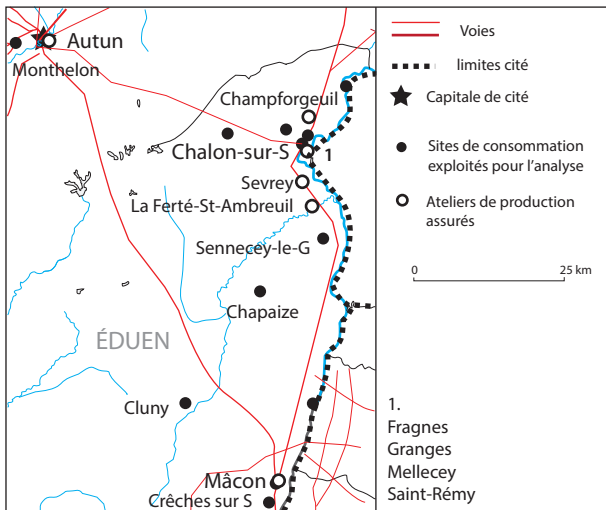 Autun
Monthelon
Champforgeuil
Chalon-sur-S
1
Sevrey
La Ferté-St-Ambreuil
Sennecey-le-G
Chapaize
ÉDUEN
Cluny
Mâcon
Crêches sur S
Voies
limites cité
Capitale de cité
Sites de consommation
exploités pour l'analyse
Ateliers de production
assurés
0 25 km
1.
Fragnes
Granges
Mellecey
Saint-Rémy